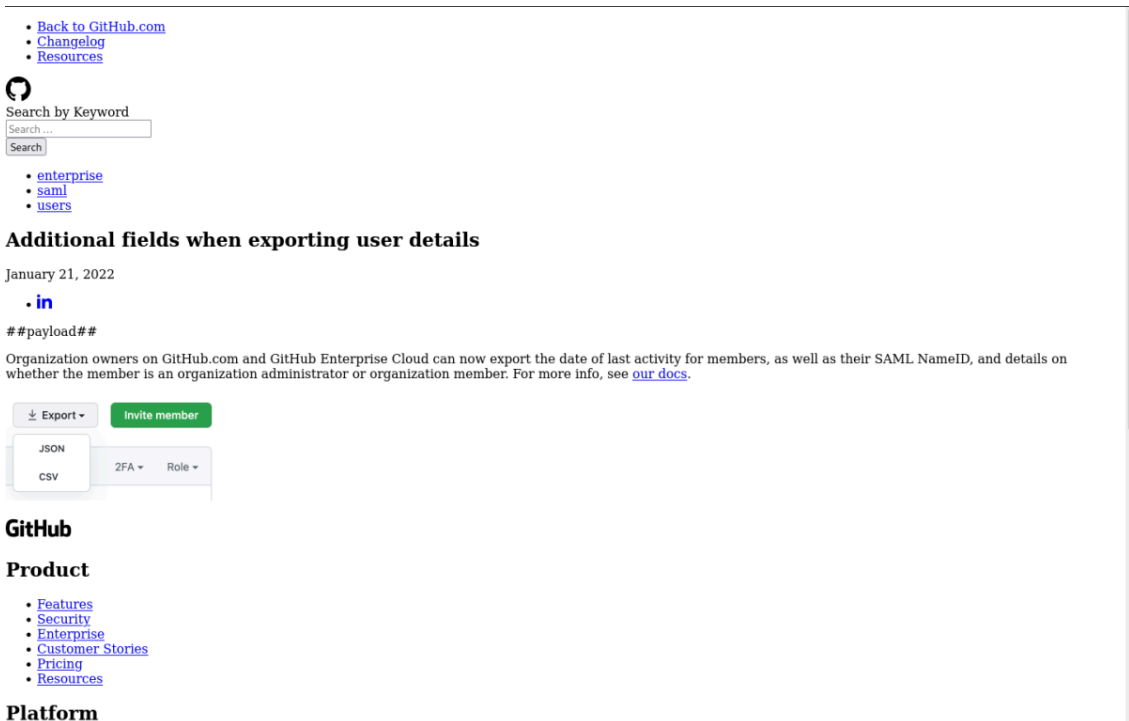 Back to GitHub.com
Changelog
Resources
Search by Keyword
Search ...
Search
enterprise
saml
users
Additional fields when exporting user details
January 21, 2022
in
##payload##
Organization owners on GitHub.com and GitHub Enterprise Cloud can now export the date of last activity for members, as well as their SAML NameID, and details on
whether the member is an organization administrator or organization member. For more info, see our docs.
Export Invite member
JSON
2FA Role
CSV
GitHub
Product
Features
Security
Enterprise
Customer Stories
Pricing
Resources
Platform